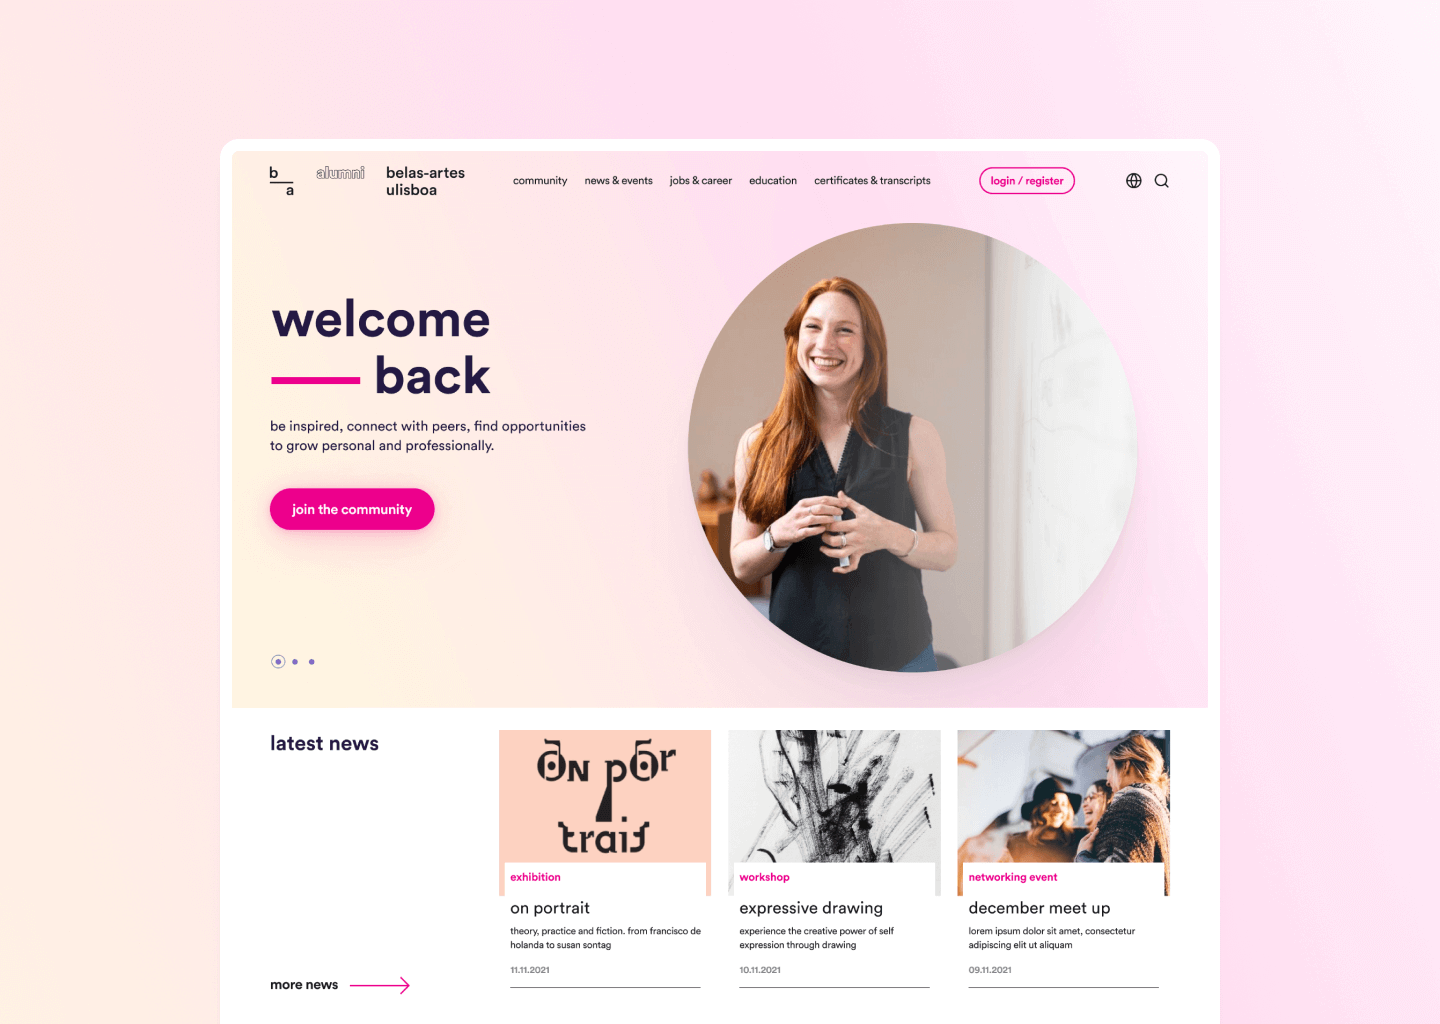 b
a
alumni
belas-artes
ulisboa
community
news & events
jobs & career
education
certificates & transcripts
login / register
welcome
back
be inspired, connect with peers, find opportunities
to grow personal and professionally.
join the community
latest news
on por
trait
exhibition
on portrait
theory, practice and fiction. from francisco de
holanda to susan sontag
11.11.2021
workshop
expressive drawing
experience the creative power of self
expression through drawing
10.11.2021
networking event
december meet up
lorem ipsum dolor sit amet, consectetur
adipiscing elit ut aliquam
09.11.2021
more news